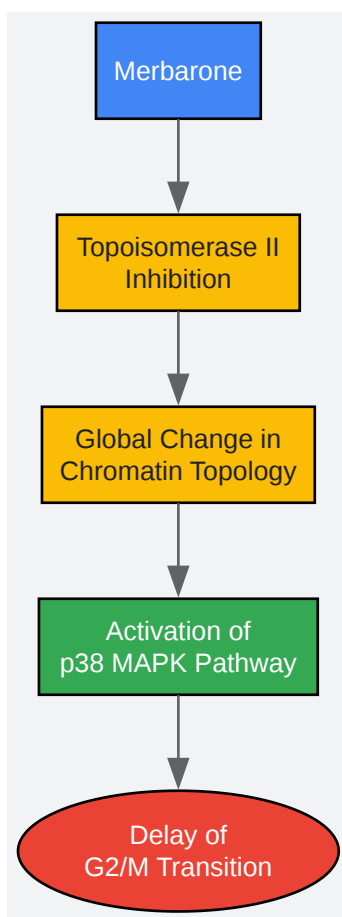 Merbarone
Topoisomerase II
Inhibition
Global Change in
Chromatin Topology
Activation of
p38 MAPK Pathway
Delay of
G2/M Transition